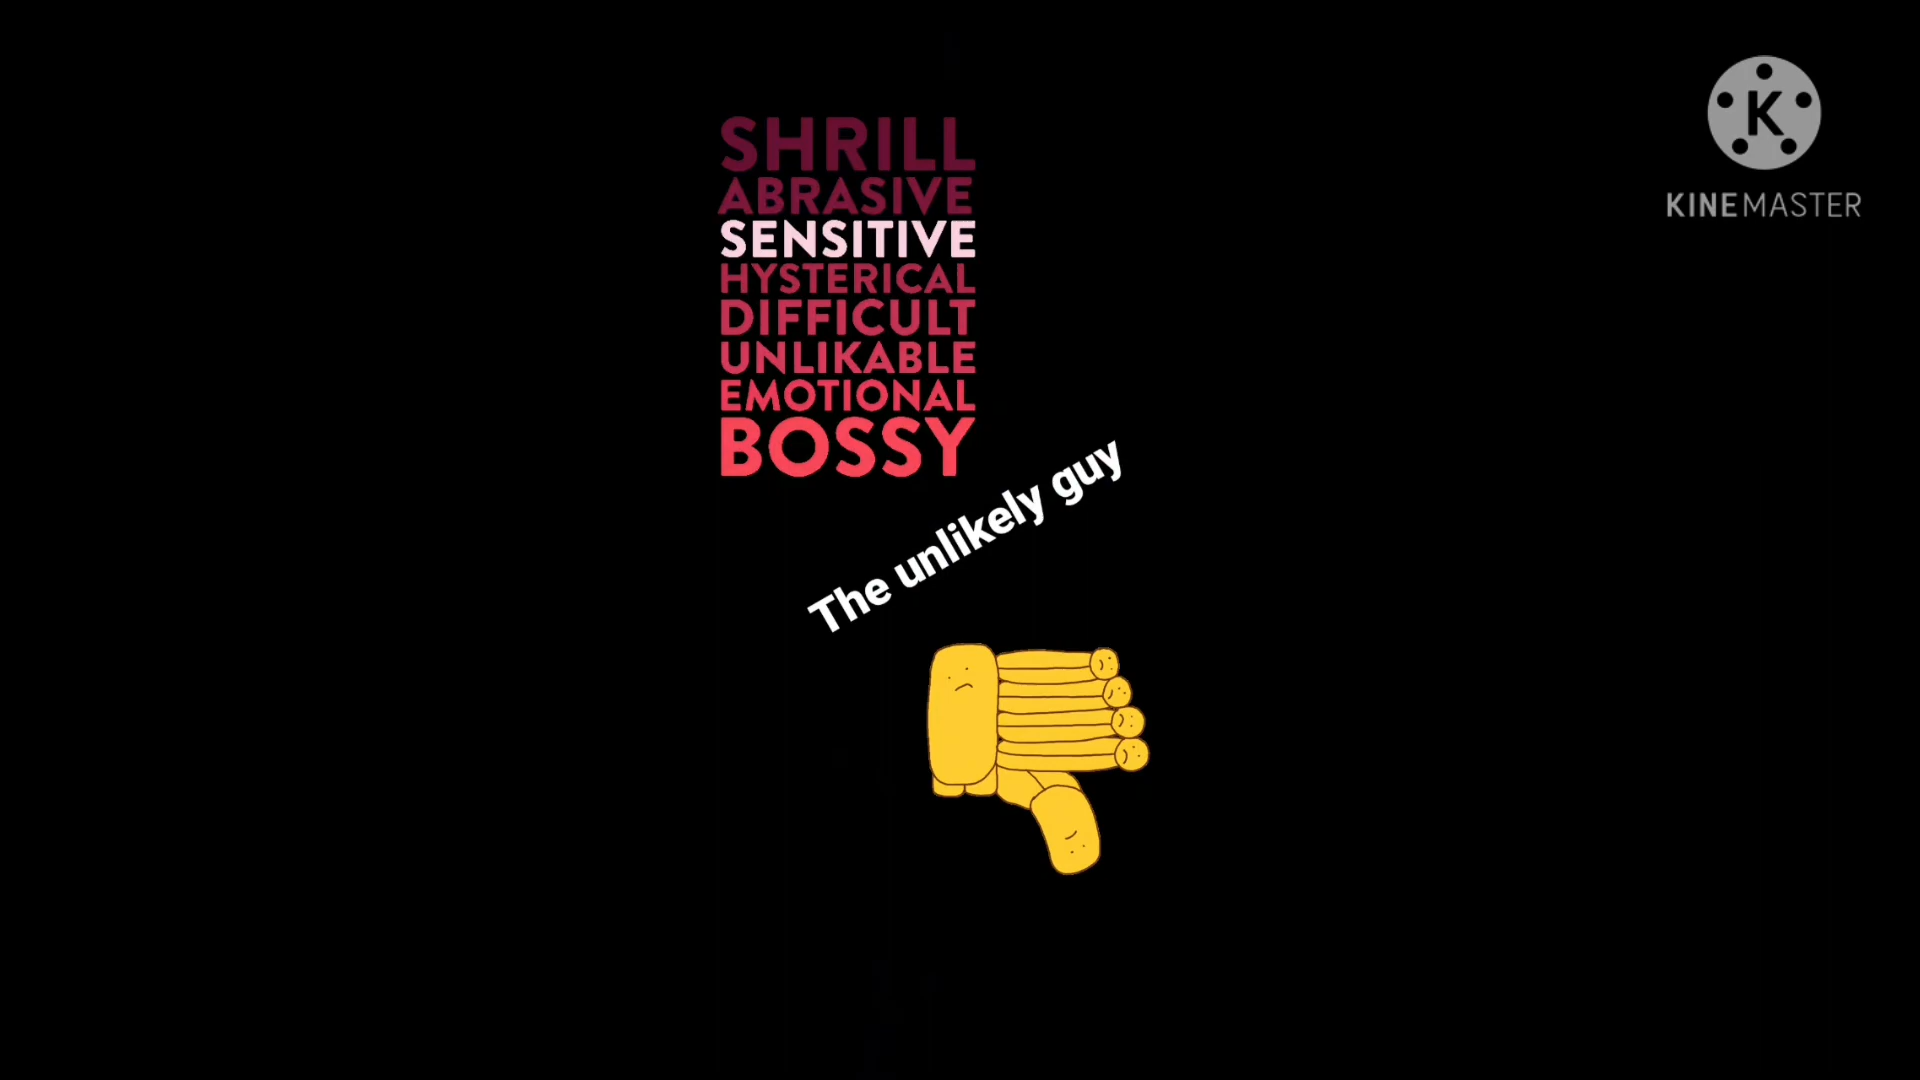 SHRILL
ABRASIVE
SENSITIVE
HYSTERICAL
DIFFICULT
UNLIKABLE
EMOTIONAL
BOSSY
The unlikely guy
K
KINEMASTER